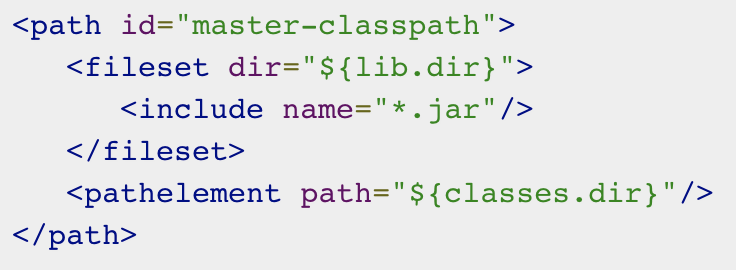 <path id="master-classpath">
   <fileset dir="${lib.dir}">
      <include name="*.jar"/>
   </fileset>
   <pathelement path="${classes.dir}"/>
</path>